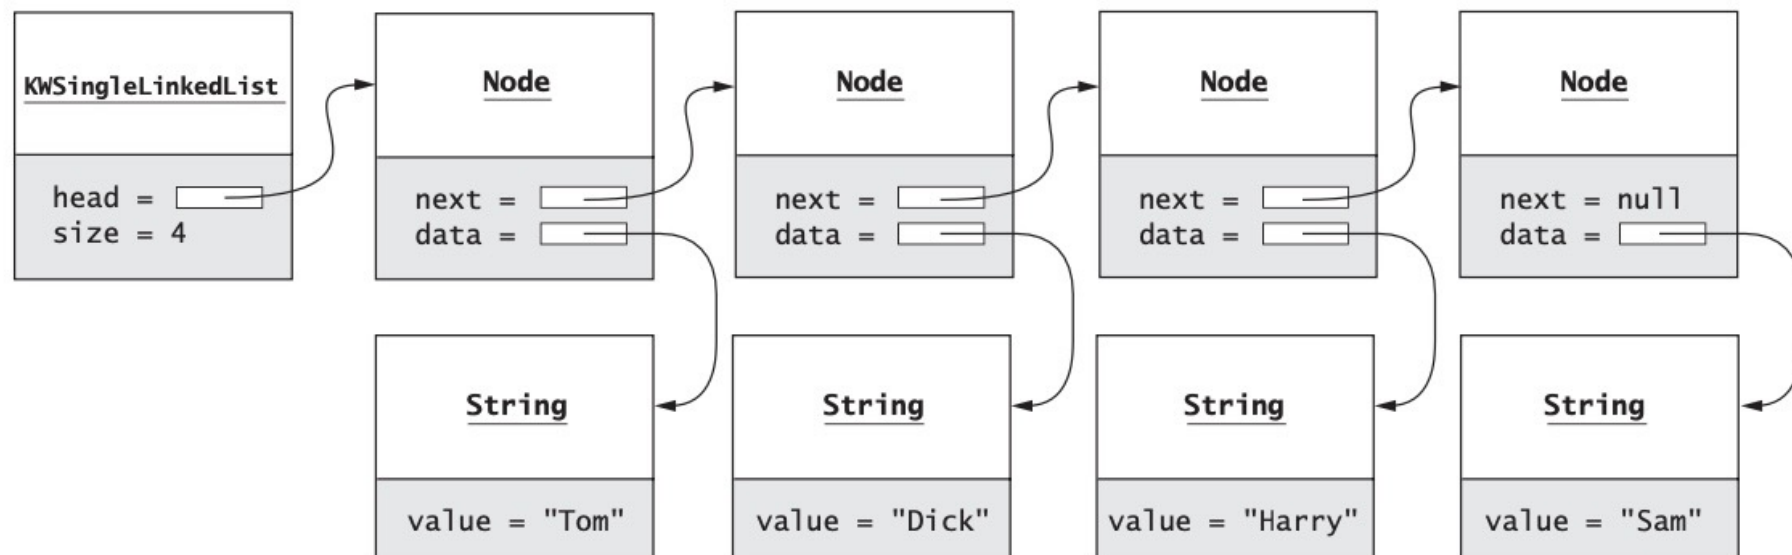 KWSingleLinkedList
head =
size = 4
Node
next =
data =
Node
next =
data =
Node
next =
data =
Node
next = null
data =
String
value = "Tom"
String
value = "Dick"
String
value = "Harry"
String
value = "Sam"